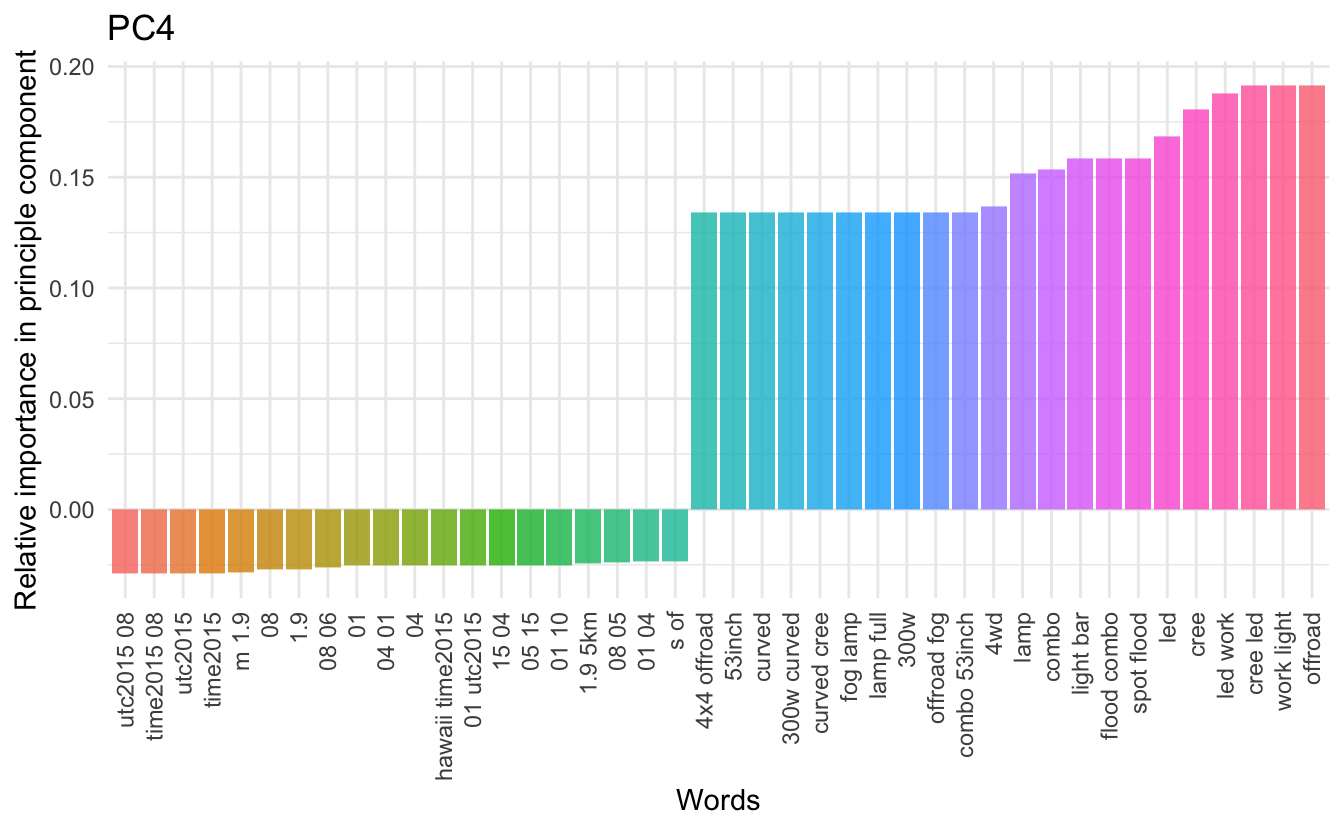 PC4
Relative importance in principle component
0.20
0.15
0.10
0.05
0.00
utc2015 08
time2015 08
utc2015
time2015
m 1.9
08
1.9
08 06
01
04 01
04
hawaii time2015
01 utc2015
15 04
05 15
01 10
1.9 5km
08 05
01 04
s of
4x4 offroad
53inch
curved
300w curved
curved cree
fog lamp
lamp full
300w
offroad fog
combo 53inch
4wd
lamp
combo
light bar
flood combo
spot flood
led
cree
led work
cree led
work light
offroad
Words